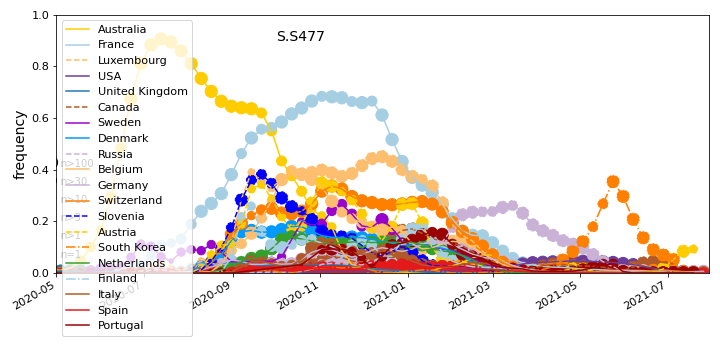 S.S477
frequency
1.0
0.8
0.6
0.4
0.2
0.0
Australia
France
Luxembourg
USA
United Kingdom
Canada
Sweden
Denmark
Russia
Belgium
Germany
Switzerland
Slovenia
Austria
South Korea
Netherlands
Finland
Italy
Spain
Portugal
n>100
n>30
n>10
n>1
2020-05
2020-07
2020-09
2020-11
2021-01
2021-03
2021-05
2021-07